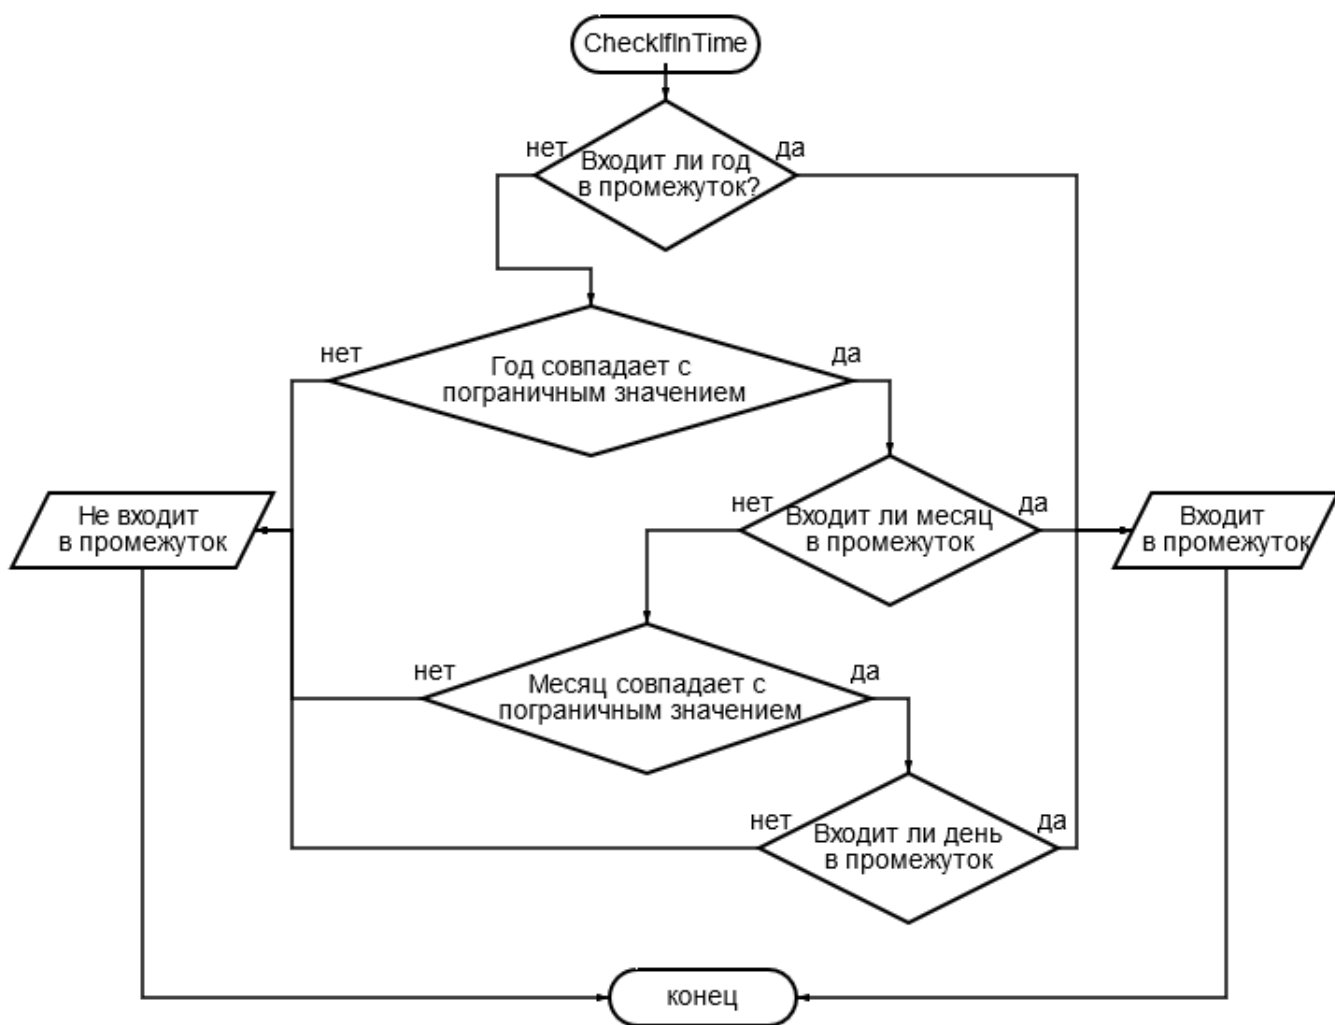 CheckIfInTime
нет
да
Входит ли год
в промежуток?
нет
да
Год совпадает с
пограничным значением
Не входит
в промежуток
нет
да
Входит ли месяц
в промежуток
Входит
в промежуток
нет
да
Месяц совпадает с
пограничным значением
нет
да
Входит ли день
в промежуток
конец